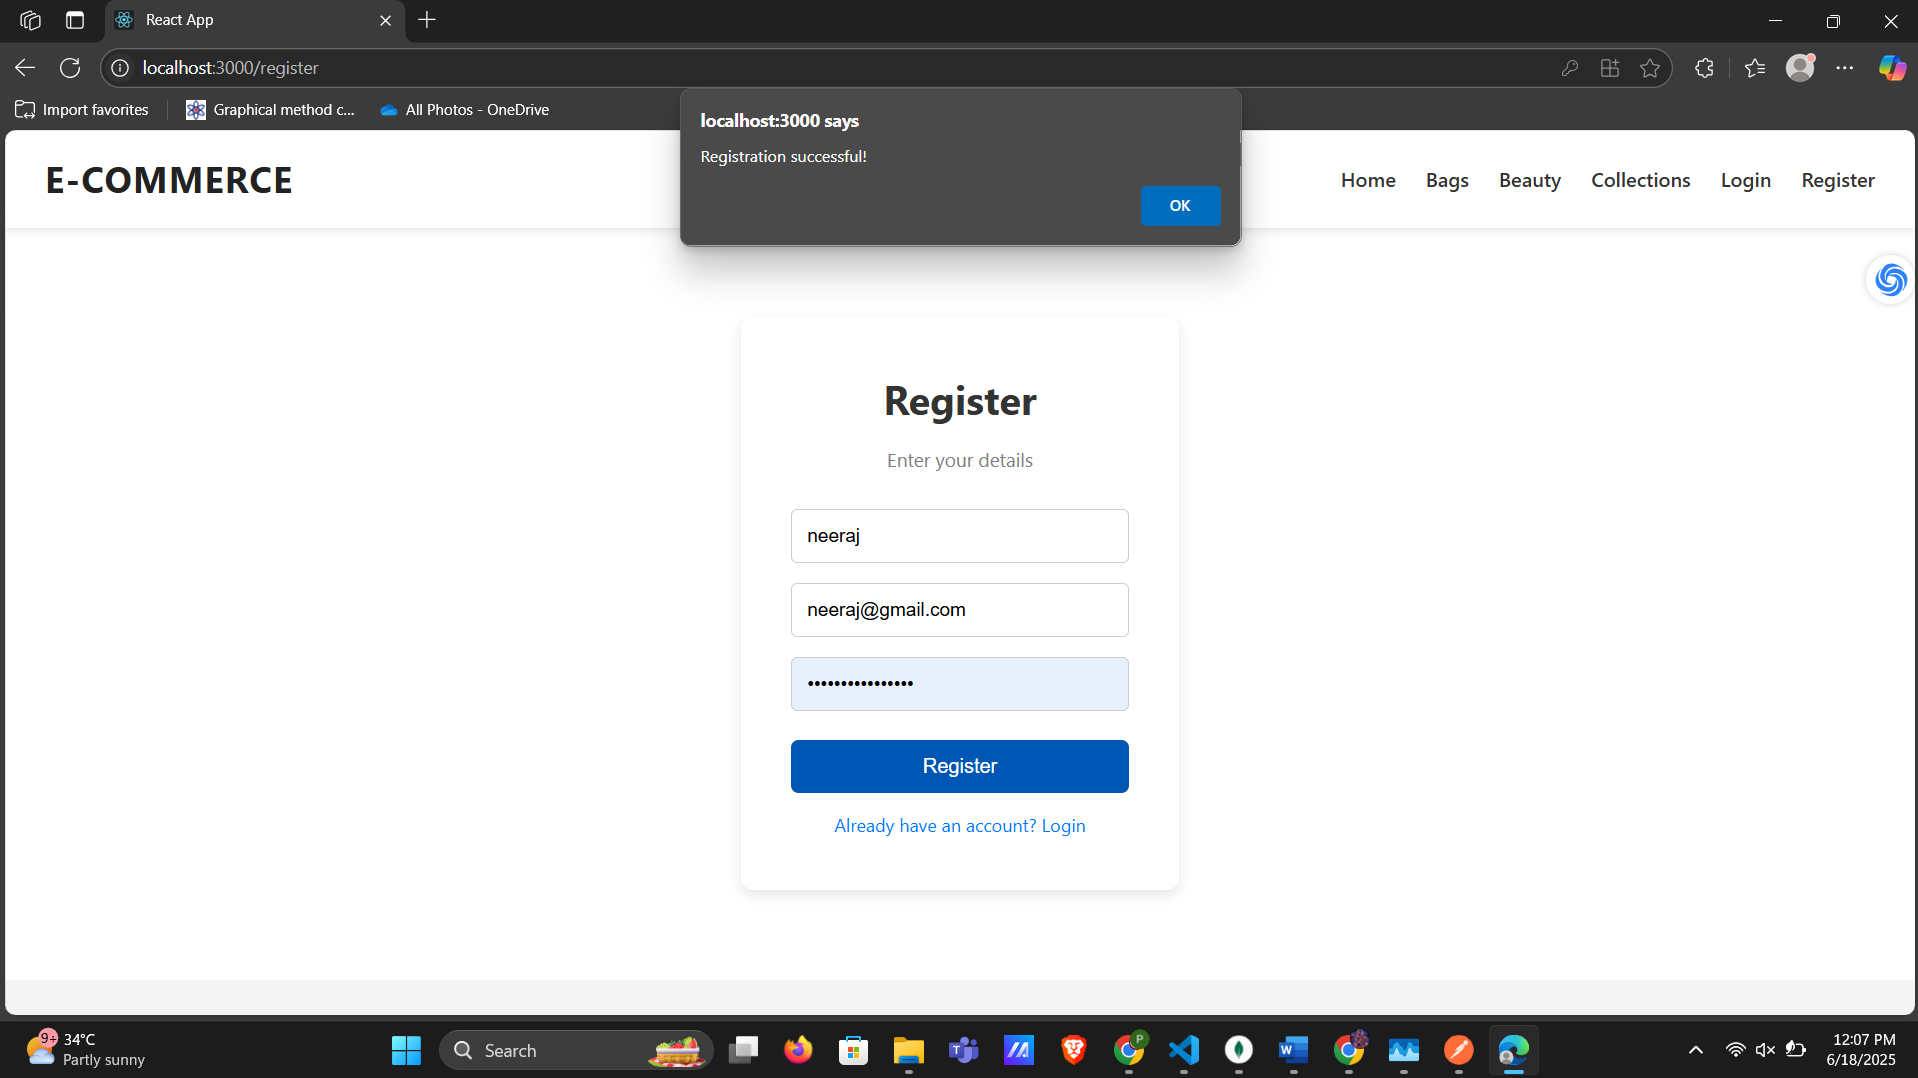 React App
localhost:3000/register
Import favorites
Graphical method c...
All Photos - OneDrive
localhost:3000 says
Registration successful!
OK
E-COMMERCE
Home Bags Beauty Collections Login Register
Register
Enter your details
neeraj
neeraj@gmail.com
••••••••••••••••
Register
Already have an account? Login
9+
34°C
Partly sunny
Search
P
12:07 PM
6/18/2025